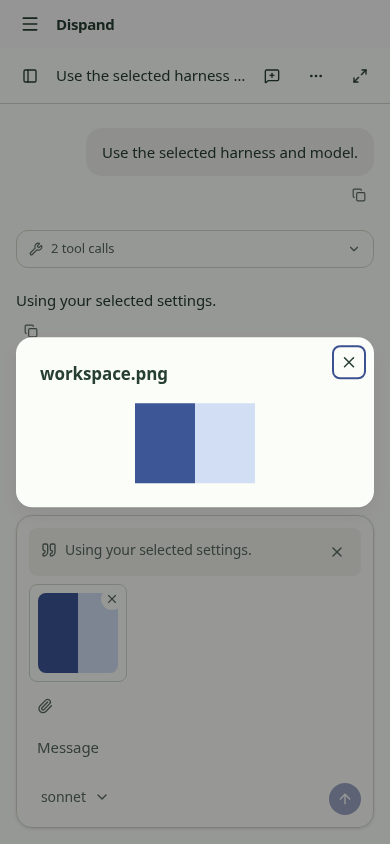 Dispand
Use the selected harness ...
Use the selected harness and model.
2 tool calls
Using your selected settings.
workspace.png
Using your selected settings.
Message
sonnet